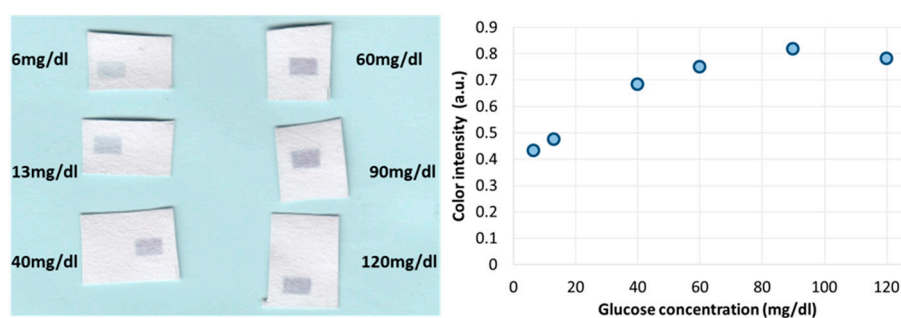 6mg/dl
60mg/dl
13mg/dl
90mg/dl
40mg/dl
120mg/dl
0.9
0.8
0.7
0.6
0.5
0.4
0.3
0.2
0.1
0
Color intensity (a.u.)
0 20 40 60 80 100 120
Glucose concentration (mg/dl)